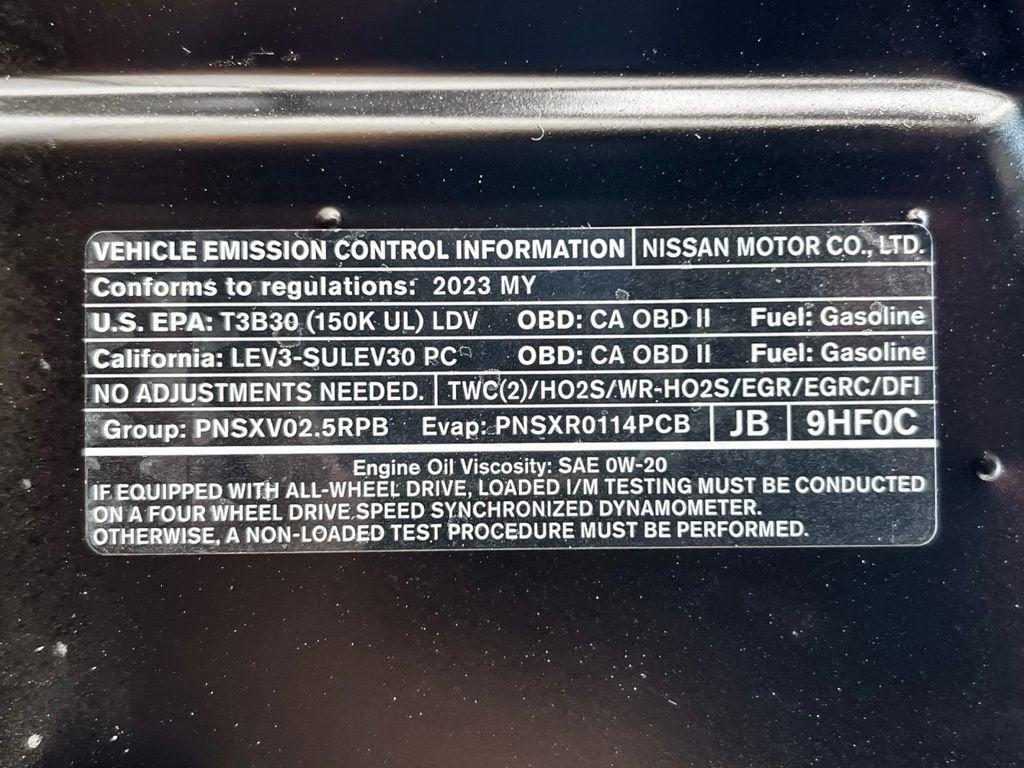 VEHICLE EMISSION CONTROL INFORMATION NISSAN MOTOR CO., LTD.
Conforms to regulations: 2023 MY
U.S. EPA: T3B30 (150K UL) LDV OBD: CA OBD II Fuel: Gasoline
California: LEV3-SULEV30 PC OBD: CA OBD II Fuel: Gasoline
NO ADJUSTMENTS NEEDED. TWC(2)/HO2S/WR-HO2S/EGR/EGRC/DFI
Group: PNSXV02.5RPB Evap: PNSXR0114PCB JB 9HF0C
Engine Oil Viscosity: SAE 0W-20
IF EQUIPPED WITH ALL-WHEEL DRIVE, LOADED I/M TESTING MUST BE CONDUCTED
ON A FOUR WHEEL DRIVE SPEED SYNCHRONIZED DYNAMOMETER.
OTHERWISE, A NON-LOADED TEST PROCEDURE MUST BE PERFORMED.